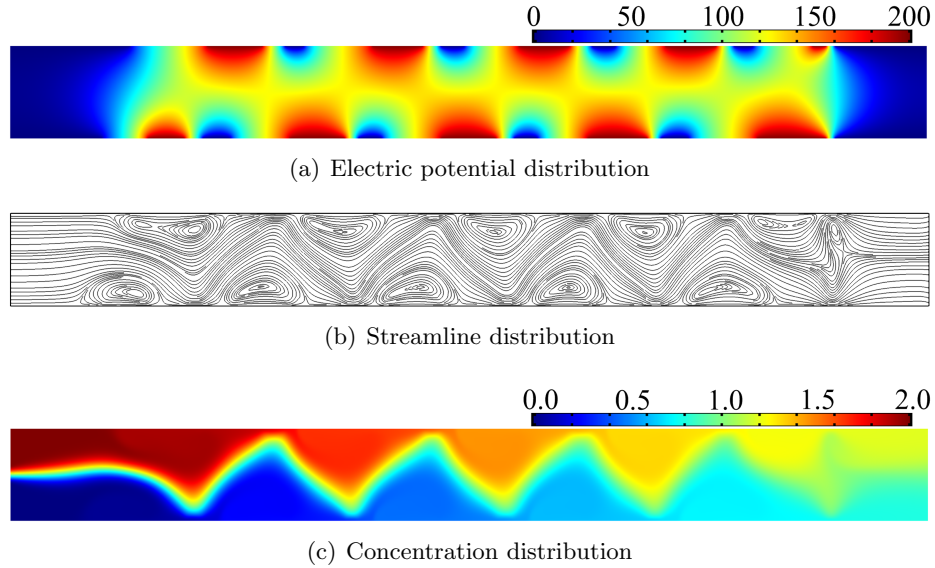 0 50 100 150 200
(a) Electric potential distribution
(b) Streamline distribution
0.0 0.5 1.0 1.5 2.0
(c) Concentration distribution